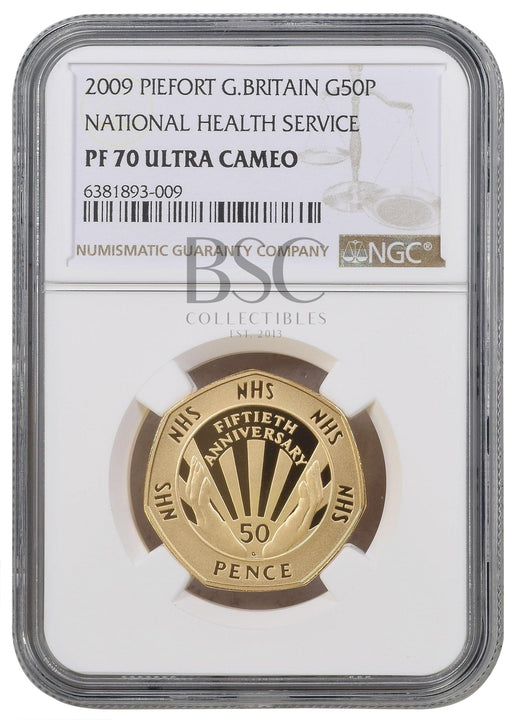 2009 PIEFORT G.BRITAIN G50P
NATIONAL HEALTH SERVICE
PF 70 ULTRA CAMEO
6381893-009
NUMISMATIC GUARANTY COMPANY
NGC®
BSC
COLLECTIBLES
EST. 2013
NHS NHS NHS NHS NHS
FIFTIETH
ANNIVERSARY
50
G
PENCE